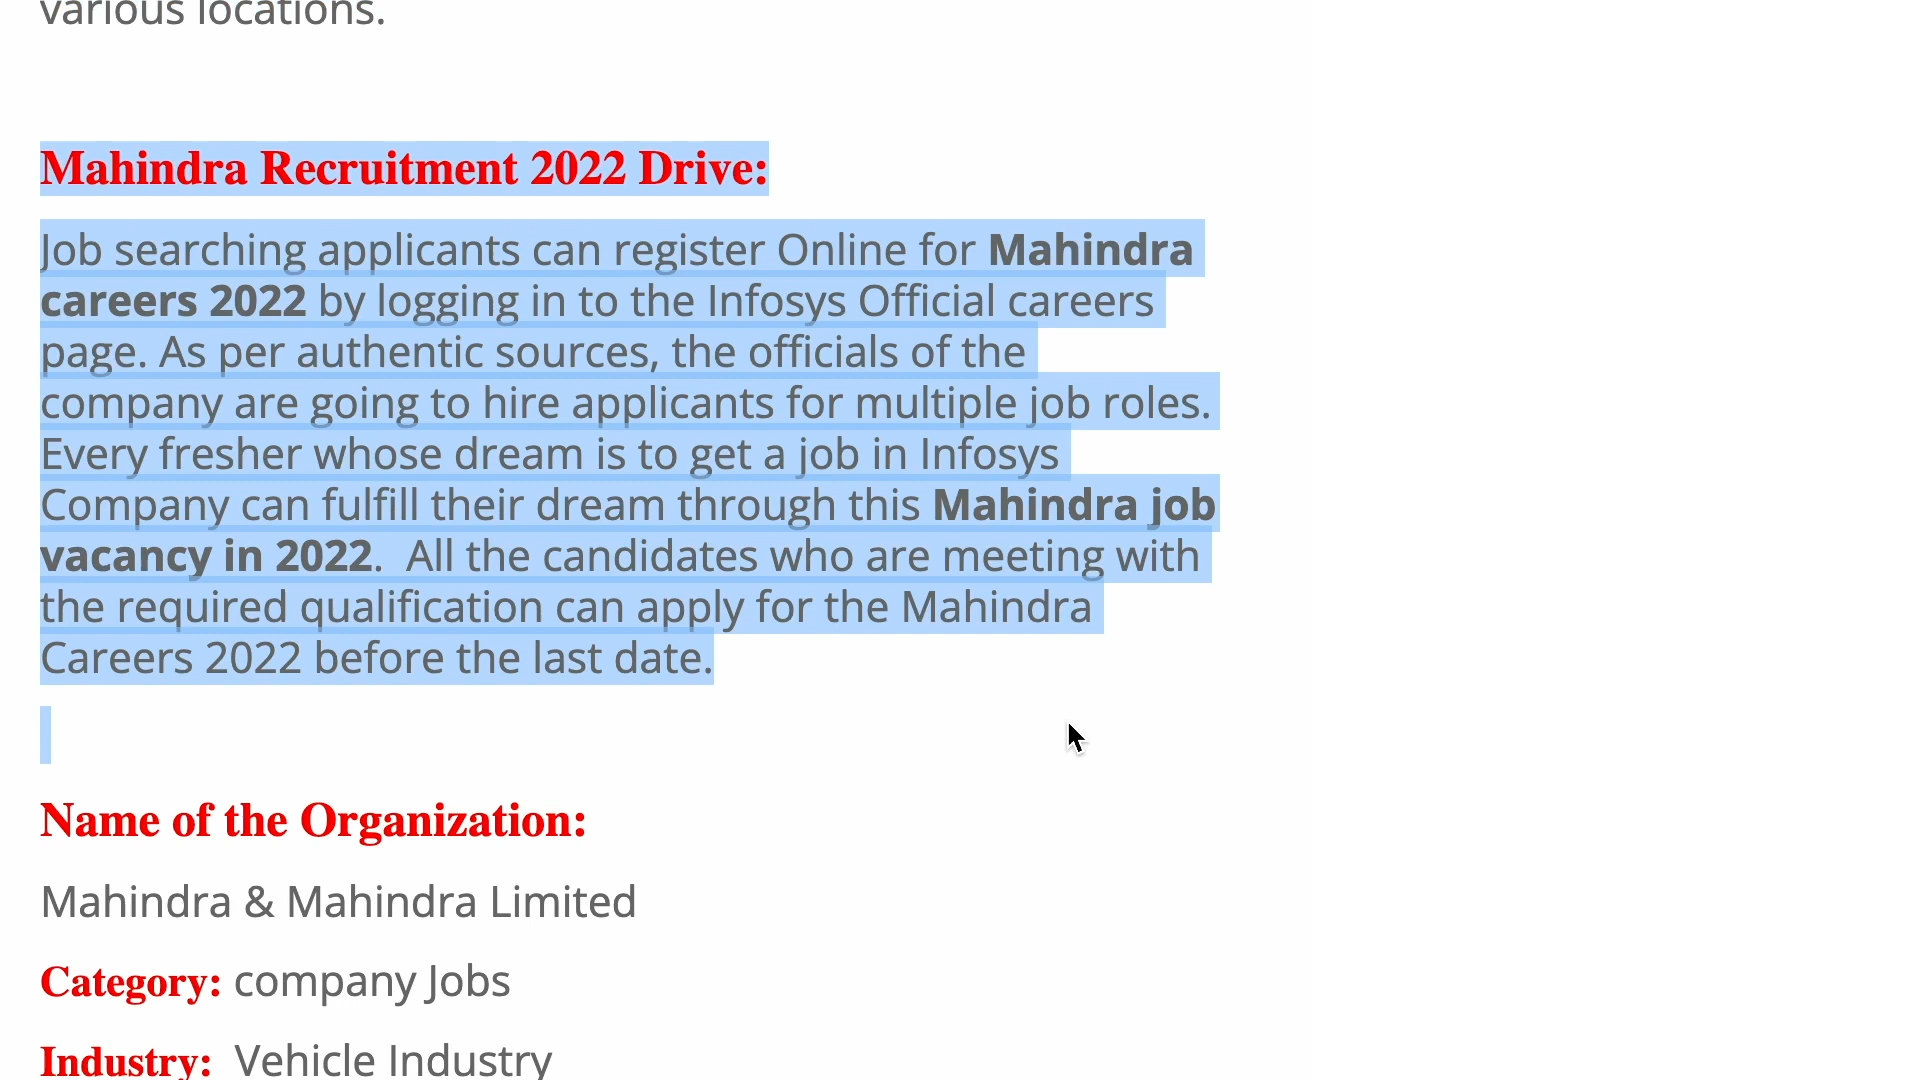 various locations.
Mahindra Recruitment 2022 Drive:
Job searching applicants can register Online for Mahindra
careers 2022 by logging in to the Infosys Official careers
page. As per authentic sources, the officials of the
company are going to hire applicants for multiple job roles.
Every fresher whose dream is to get a job in Infosys
Company can fulfill their dream through this Mahindra job
vacancy in 2022.  All the candidates who are meeting with
the required qualification can apply for the Mahindra
Careers 2022 before the last date.
Name of the Organization:
Mahindra & Mahindra Limited
Category: company Jobs
Industry:  Vehicle Industry